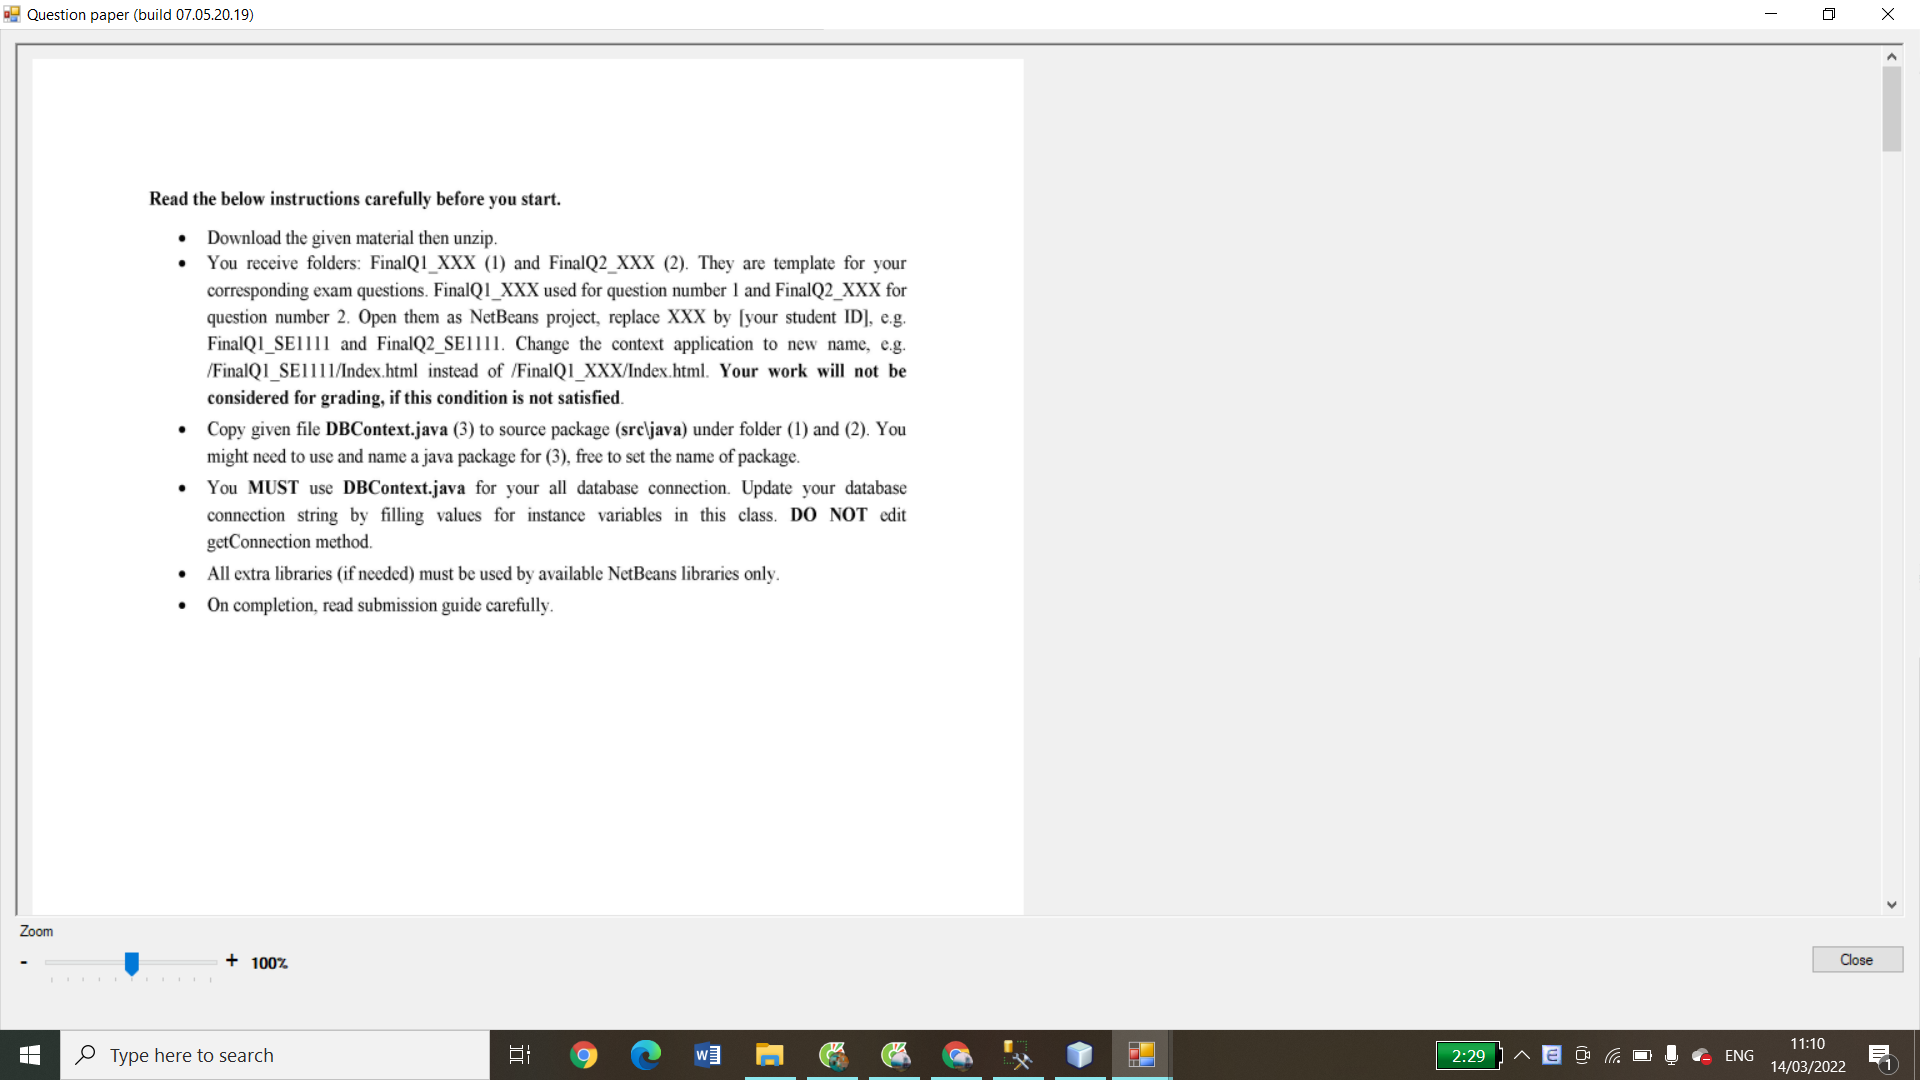 Question paper (build 07.05.20.19)
Read the below instructions carefully before you start.
• Download the given material then unzip.
• You receive folders: FinalQ1_XXX (1) and FinalQ2_XXX (2). They are template for your
corresponding exam questions. FinalQ1_XXX used for question number 1 and FinalQ2_XXX for
question number 2. Open them as NetBeans project, replace XXX by [your student ID], e.g.
FinalQ1_SE1111 and FinalQ2_SE1111. Change the context application to new name, e.g.
/FinalQ1_SE1111/Index.html instead of /FinalQ1_XXX/Index.html. Your work will not be
considered for grading, if this condition is not satisfied.
• Copy given file DBContext.java (3) to source package (src\java) under folder (1) and (2). You
might need to use and name a java package for (3), free to set the name of package.
• You MUST use DBContext.java for your all database connection. Update your database
connection string by filling values for instance variables in this class. DO NOT edit
getConnection method.
• All extra libraries (if needed) must be used by available NetBeans libraries only.
• On completion, read submission guide carefully.
Zoom
- + 100%
Close
Type here to search
2:29
ENG
11:10
14/03/2022
1